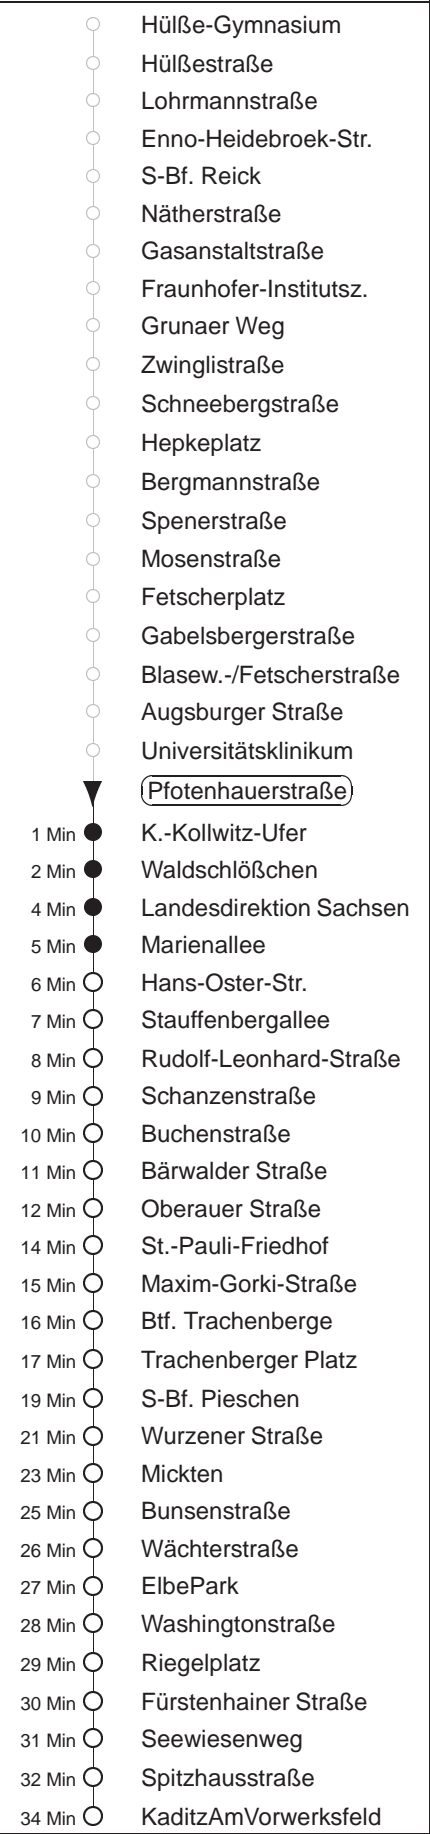 Hülße-Gymnasium
Hülßestraße
Lohrmannstraße
Enno-Heidebroek-Str.
S-Bf. Reick
Nätherstraße
Gasanstaltstraße
Fraunhofer-Institutsz.
Grunaer Weg
Zwinglistraße
Schneebergstraße
Hepkeplatz
Bergmannstraße
Spenerstraße
Mosenstraße
Fetscherplatz
Gabelsbergerstraße
Blasew.-/Fetscherstraße
Augsburger Straße
Universitätsklinikum
Pfotenhauerstraße
1 Min K.-Kollwitz-Ufer
2 Min Waldschlößchen
4 Min Landesdirektion Sachsen
5 Min Marienallee
6 Min Hans-Oster-Str.
7 Min Stauffenbergallee
8 Min Rudolf-Leonhard-Straße
9 Min Schanzenstraße
10 Min Buchenstraße
11 Min Bärwalder Straße
12 Min Oberauer Straße
14 Min St.-Pauli-Friedhof
15 Min Maxim-Gorki-Straße
16 Min Btf. Trachenberge
17 Min Trachenberger Platz
19 Min S-Bf. Pieschen
21 Min Wurzener Straße
23 Min Mickten
25 Min Bunsenstraße
26 Min Wächterstraße
27 Min ElbePark
28 Min Washingtonstraße
29 Min Riegelplatz
30 Min Fürstenhainer Straße
31 Min Seewiesenweg
32 Min Spitzhausstraße
34 Min KaditzAmVorwerksfeld